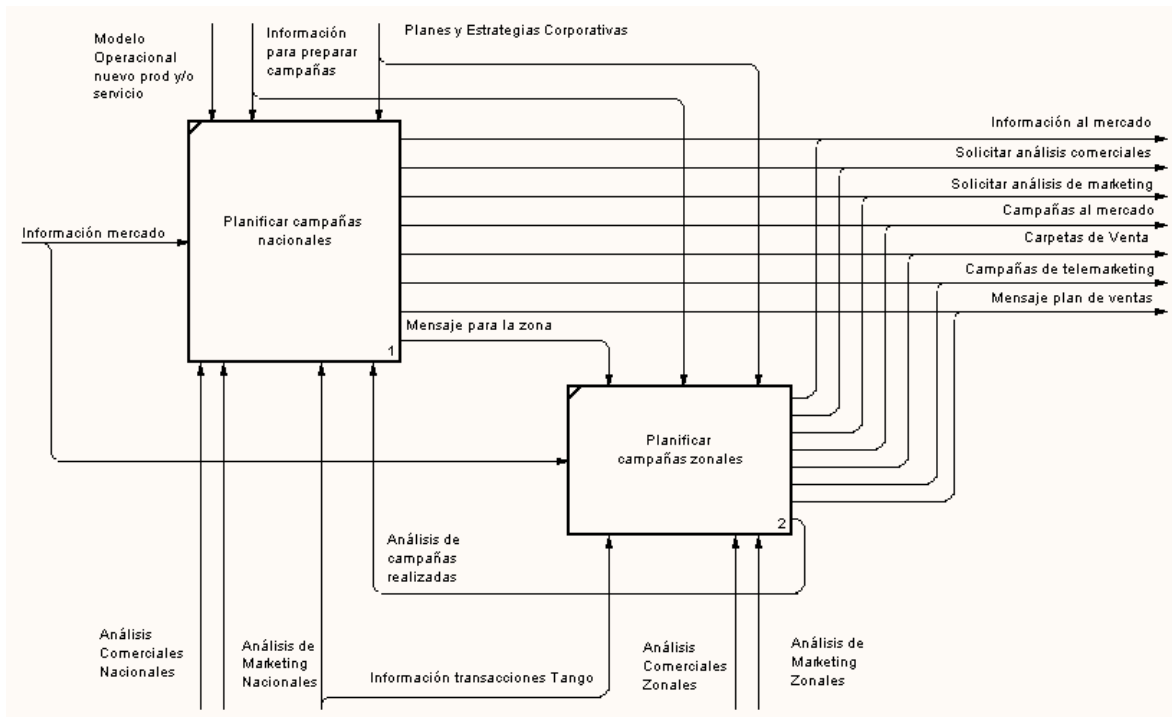 Modelo
Operacional
nuevo prod y/o
servicio
Información
para preparar
campañas
Planes y Estrategias Corporativas
Información al mercado
Solicitar análisis comerciales
Solicitar análisis de marketing
Campañas al mercado
Carpetas de Venta
Campañas de telemarketing
Mensaje plan de ventas
Planificar campañas
nacionales
1
Información mercado
Mensaje para la zona
Planificar
campañas zonales
2
Análisis de
campañas
realizadas
Análisis
Comerciales
Nacionales
Análisis de
Marketing
Nacionales
Información transacciones Tango
Análisis
Comerciales
Zonales
Análisis de
Marketing
Zonales